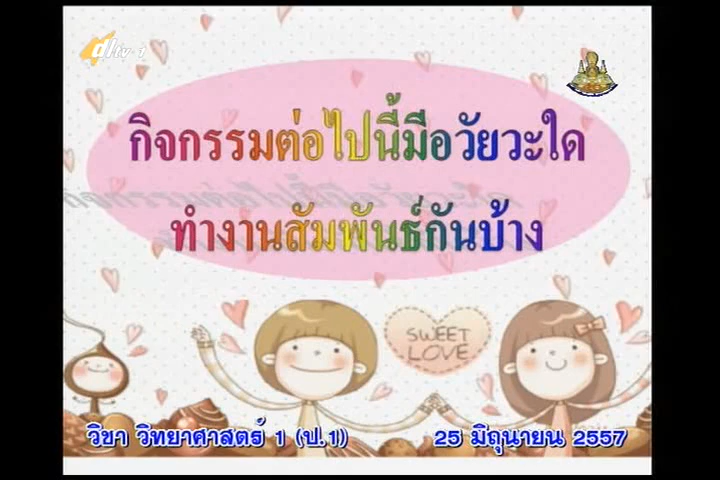 dltv-1
กิจกรรมต่อไปนี้มีอวัยวะใด
ทำงานสัมพันธ์กันบ้าง
SWEET
LOVE
วิชา วิทยาศาสตร์ 1 (ป.1)
25 มิถุนายน 2557